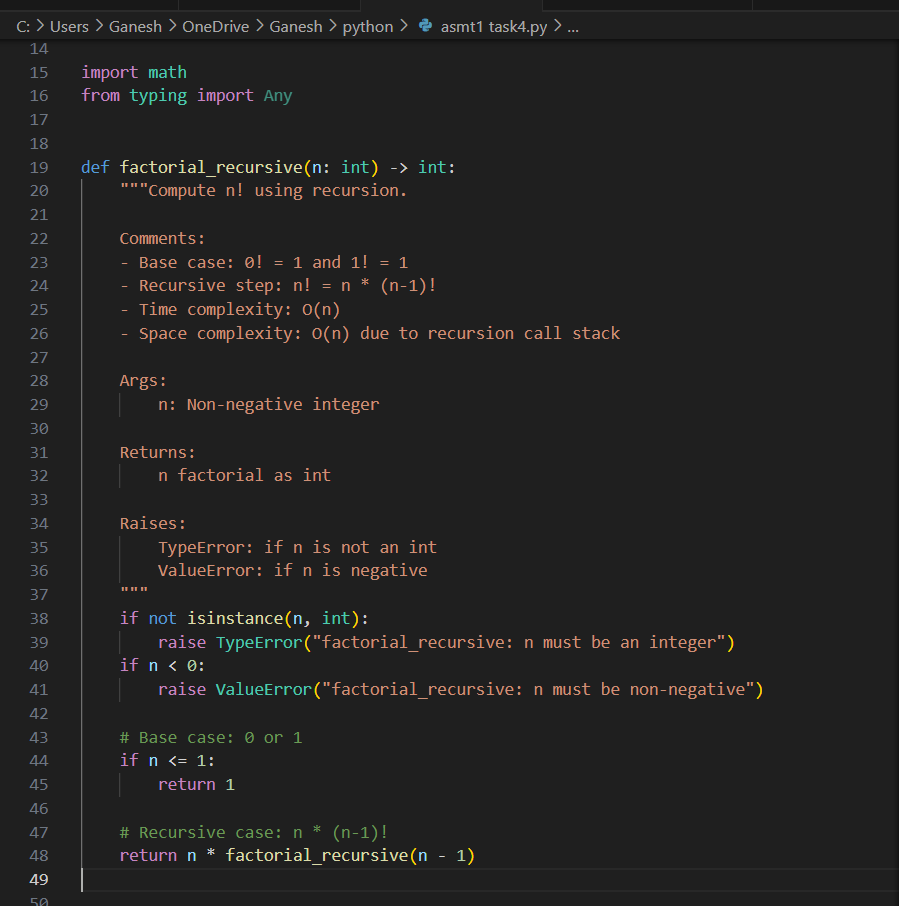 C: > Users > Ganesh > OneDrive > Ganesh > python > asmt1 task4.py > ...
14
15 import math
16 from typing import Any
17
18
19 def factorial_recursive(n: int) -> int:
20     """Compute n! using recursion.
21
22     Comments:
23     - Base case: 0! = 1 and 1! = 1
24     - Recursive step: n! = n * (n-1)!
25     - Time complexity: O(n)
26     - Space complexity: O(n) due to recursion call stack
27
28     Args:
29         n: Non-negative integer
30
31     Returns:
32         n factorial as int
33
34     Raises:
35         TypeError: if n is not an int
36         ValueError: if n is negative
37     """
38     if not isinstance(n, int):
39         raise TypeError("factorial_recursive: n must be an integer")
40     if n < 0:
41         raise ValueError("factorial_recursive: n must be non-negative")
42
43     # Base case: 0 or 1
44     if n <= 1:
45         return 1
46
47     # Recursive case: n * (n-1)!
48     return n * factorial_recursive(n - 1)
49
50